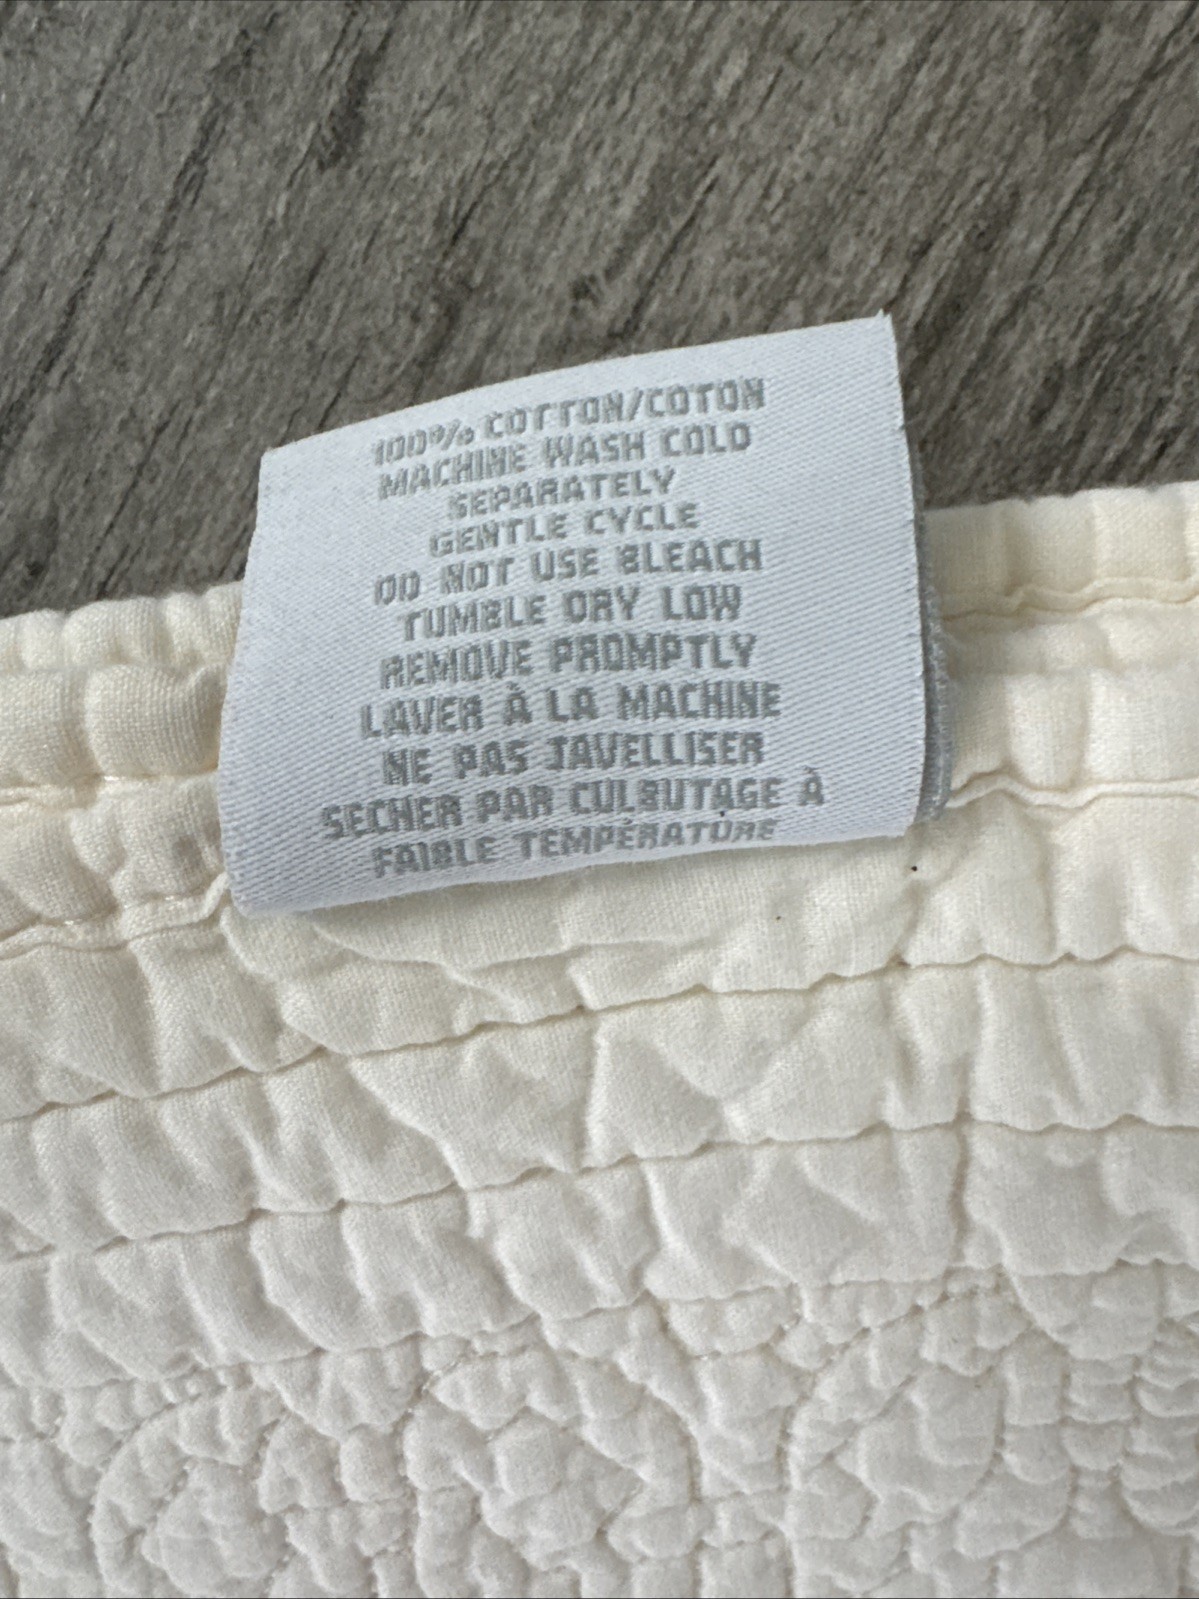 100% COTTON/COTON
MACHINE WASH COLD
SEPARATELY
GENTLE CYCLE
DO NOT USE BLEACH
TUMBLE DRY LOW
REMOVE PROMPTLY
LAVER À LA MACHINE
NE PAS JAVELLISER
SECHER PAR CULBUTAGE À
FAIBLE TEMPÉRATURE